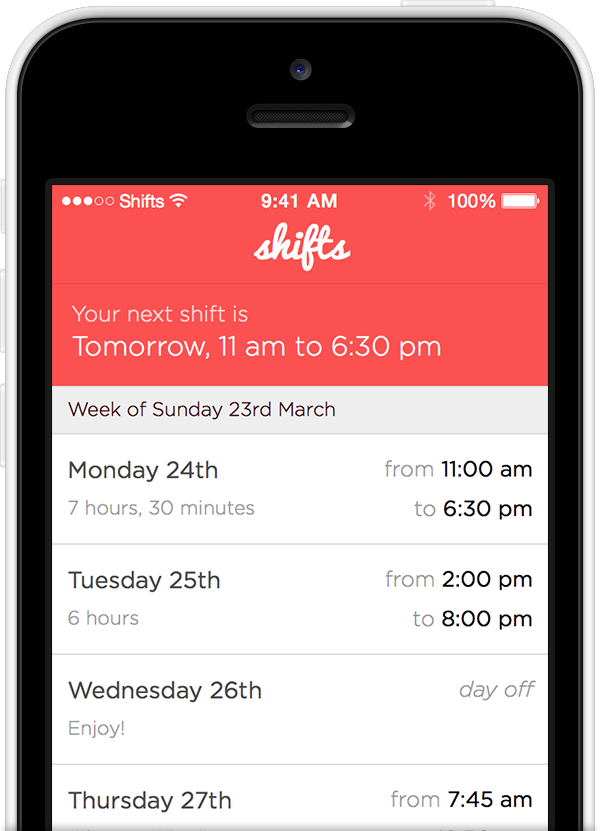 Shifts 9:41 AM 100%
shifts
Your next shift is
Tomorrow, 11 am to 6:30 pm
Week of Sunday 23rd March
Monday 24th from 11:00 am
7 hours, 30 minutes to 6:30 pm
Tuesday 25th from 2:00 pm
6 hours to 8:00 pm
Wednesday 26th day off
Enjoy!
Thursday 27th from 7:45 am